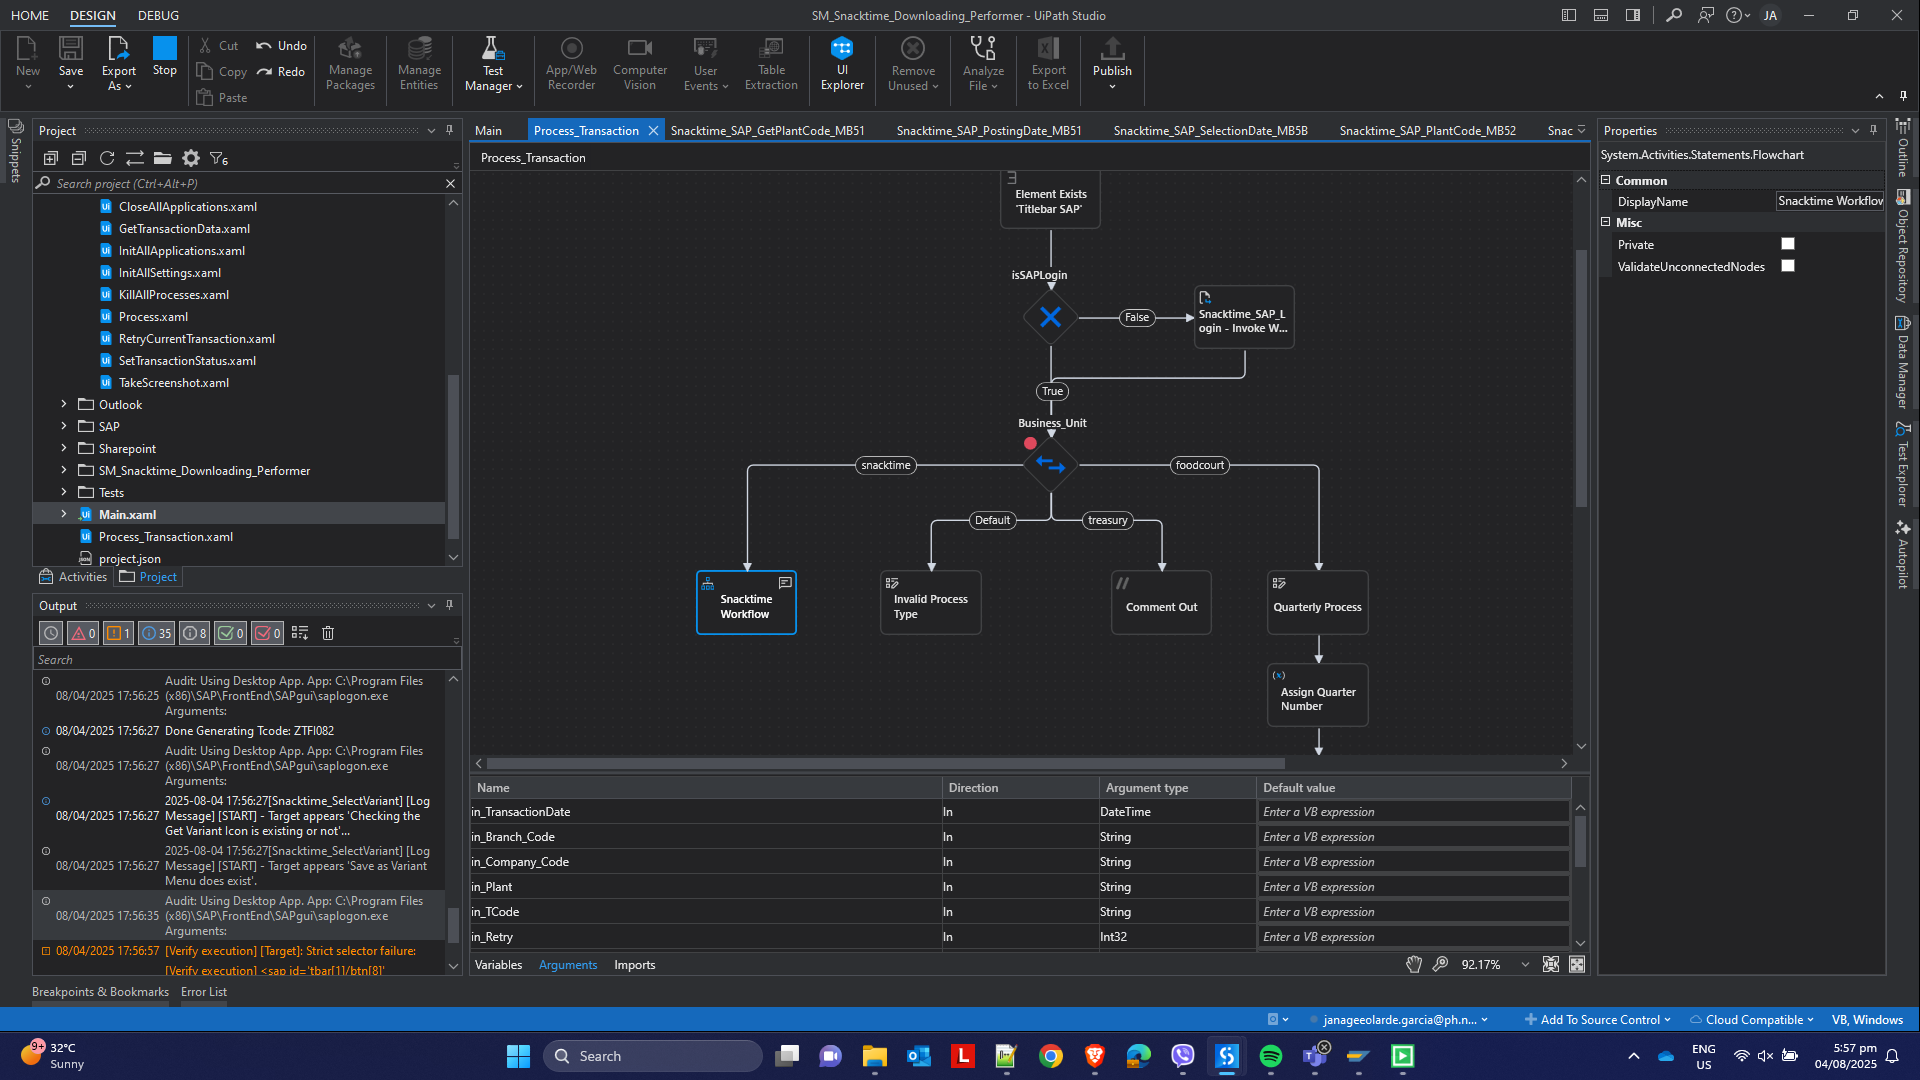 HOME DESIGN DEBUG SM_Snacktime_Downloading_Performer - UiPath Studio JA
New Save Export As Stop Cut Copy Paste Undo Redo Manage Packages Manage Entities Test Manager App/Web Recorder Computer Vision User Events Table Extraction UI Explorer Remove Unused Analyze File Export to Excel Publish
Snippets
Project
Search project (Ctrl+Alt+P)
CloseAllApplications.xaml
GetTransactionData.xaml
InitAllApplications.xaml
InitAllSettings.xaml
KillAllProcesses.xaml
Process.xaml
RetryCurrentTransaction.xaml
SetTransactionStatus.xaml
TakeScreenshot.xaml
Outlook
SAP
Sharepoint
SM_Snacktime_Downloading_Performer
Tests
Main.xaml
Process_Transaction.xaml
project.json
Activities Project
Output
0 1 35 8 0 0
Search
Audit: Using Desktop App. App: C:\Program Files
08/04/2025 17:56:25 (x86)\SAP\FrontEnd\SAPgui\saplogon.exe
Arguments:
08/04/2025 17:56:27 Done Generating Tcode: ZTFI082
Audit: Using Desktop App. App: C:\Program Files
08/04/2025 17:56:27 (x86)\SAP\FrontEnd\SAPgui\saplogon.exe
Arguments:
2025-08-04 17:56:27[Snacktime_SelectVariant] [Log
08/04/2025 17:56:27 Message] [START] - Target appears 'Checking the
Get Variant Icon is existing or not'...
2025-08-04 17:56:27[Snacktime_SelectVariant] [Log
08/04/2025 17:56:27 Message] [START] - Target appears 'Save as Variant
Menu does exist'.
Audit: Using Desktop App. App: C:\Program Files
08/04/2025 17:56:35 (x86)\SAP\FrontEnd\SAPgui\saplogon.exe
Arguments:
08/04/2025 17:56:57 [Verify execution] [Target]: Strict selector failure:
[Verify execution] <sap id='tbar[1]/btn[8]'
Breakpoints & Bookmarks Error List
Main Process_Transaction Snacktime_SAP_GetPlantCode_MB51 Snacktime_SAP_PostingDate_MB51 Snacktime_SAP_SelectionDate_MB5B Snacktime_SAP_PlantCode_MB52 Snac
Process_Transaction
Element Exists
'Titlebar SAP'
isSAPLogin
False
Snacktime_SAP_L
ogin - Invoke W...
True
Business_Unit
snacktime foodcourt
Default treasury
Snacktime
Workflow
Invalid Process
Type
Comment Out
Quarterly Process
Assign Quarter
Number
Name Direction Argument type Default value
in_TransactionDate In DateTime Enter a VB expression
in_Branch_Code In String Enter a VB expression
in_Company_Code In String Enter a VB expression
in_Plant In String Enter a VB expression
in_TCode In String Enter a VB expression
in_Retry In Int32 Enter a VB expression
Variables Arguments Imports 92.17%
Properties
System.Activities.Statements.Flowchart
Common
DisplayName Snacktime Workflow
Misc
Private
ValidateUnconnectedNodes
Outline
Object Repository
Data Manager
Test Explorer
Autopilot
janageeolarde.garcia@ph.n... Add To Source Control Cloud Compatible VB, Windows
9+ 32°C
Sunny
Search
ENG
US
5:57 pm
04/08/2025